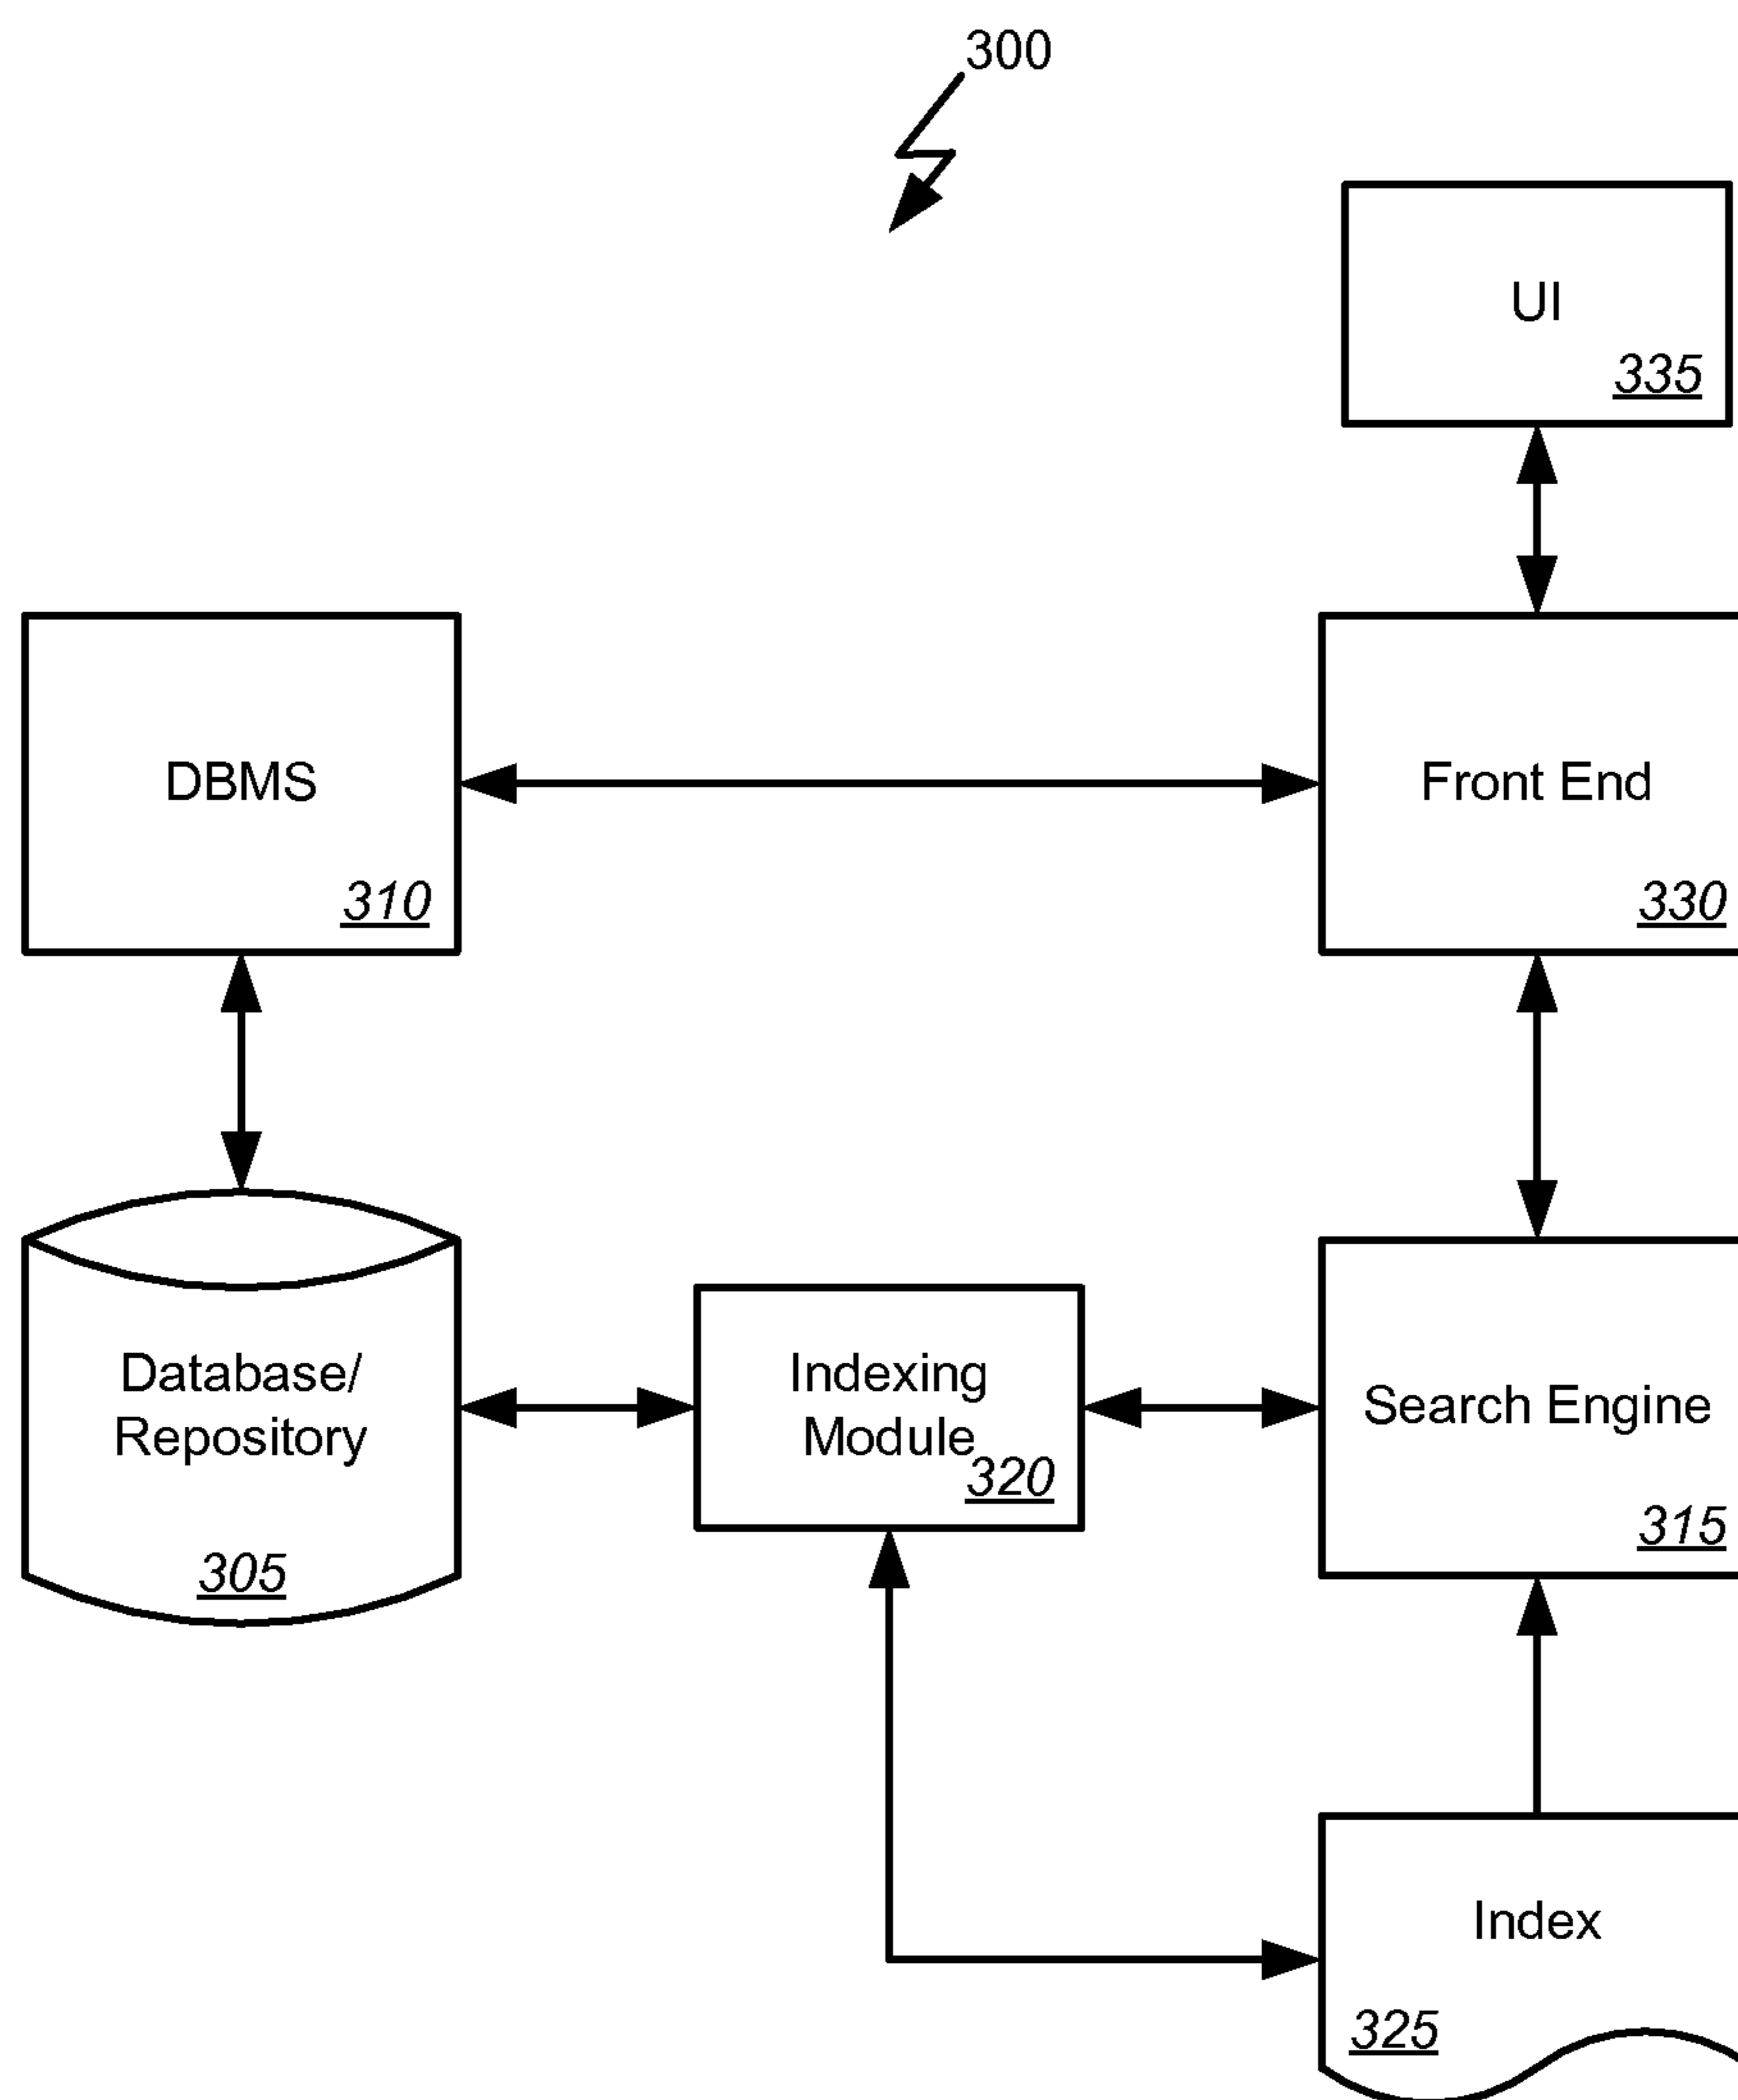 300
UI
335
DBMS
310
Front End
330
Database/
Repository
305
Indexing
Module
320
Search Engine
315
Index
325